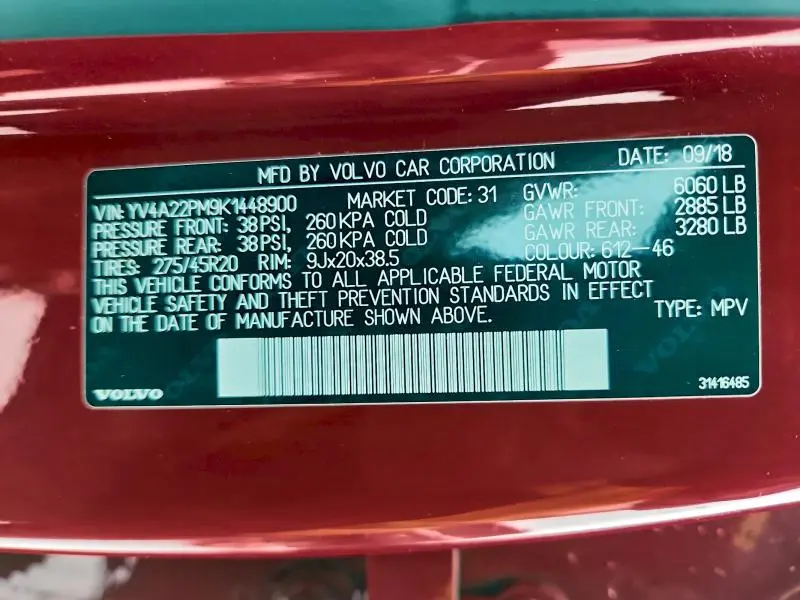 MFD BY VOLVO CAR CORPORATION DATE: 09/18
VIN: YV4A22PM9K1448900 MARKET CODE: 31 GVWR: 6060 LB
PRESSURE FRONT: 38 PSI, 260 KPA COLD GAWR FRONT: 2885 LB
PRESSURE REAR: 38 PSI, 260 KPA COLD GAWR REAR: 3280 LB
TIRES: 275/45R20 RIM: 9Jx20x38.5 COLOUR: 612-46
THIS VEHICLE CONFORMS TO ALL APPLICABLE FEDERAL MOTOR
VEHICLE SAFETY AND THEFT PREVENTION STANDARDS IN EFFECT
ON THE DATE OF MANUFACTURE SHOWN ABOVE. TYPE: MPV
VOLVO 31416485